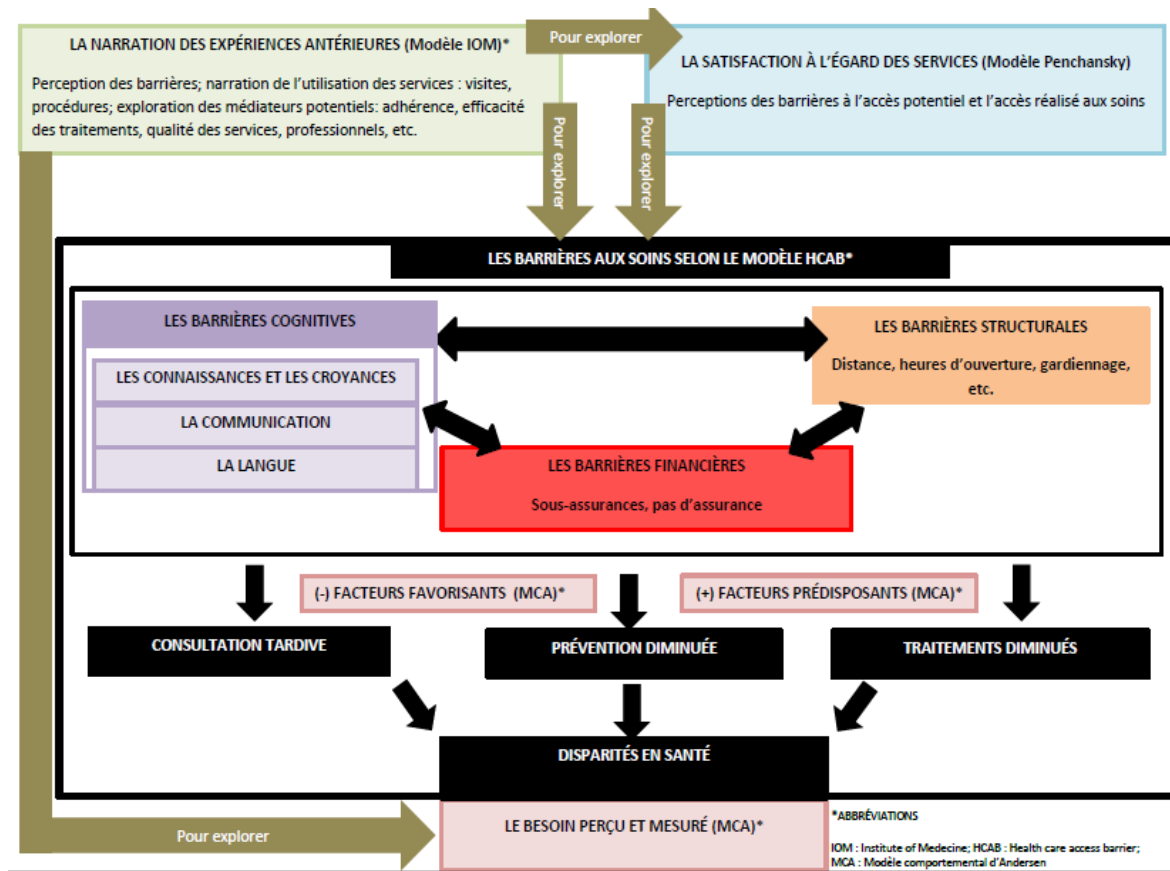 LA NARRATION DES EXPÉRIENCES ANTÉRIEURES (Modèle IOM)*
Perception des barrières; narration de l'utilisation des services : visites,
procédures; exploration des médiateurs potentiels: adhérence, efficacité
des traitements, qualité des services, professionnels, etc.
Pour explorer
LA SATISFACTION À L'ÉGARD DES SERVICES (Modèle Penchansky)
Perceptions des barrières à l'accès potentiel et l'accès réalisé aux soins
Pour explorer
Pour explorer
LES BARRIÈRES AUX SOINS SELON LE MODÈLE HCAB*
LES BARRIÈRES COGNITIVES
LES CONNAISSANCES ET LES CROYANCES
LA COMMUNICATION
LA LANGUE
LES BARRIÈRES STRUCTURALES
Distance, heures d'ouverture, gardiennage,
etc.
LES BARRIÈRES FINANCIÈRES
Sous-assurances, pas d'assurance
(-) FACTEURS FAVORISANTS (MCA)*
(+) FACTEURS PRÉDISPOSANTS (MCA)*
CONSULTATION TARDIVE
PRÉVENTION DIMINUÉE
TRAITEMENTS DIMINUÉS
DISPARITÉS EN SANTÉ
Pour explorer
LE BESOIN PERÇU ET MESURÉ (MCA)*
*ABBRÉVIATIONS
IOM : Institute of Medecine; HCAB : Health care access barrier;
MCA : Modèle comportemental d'Andersen